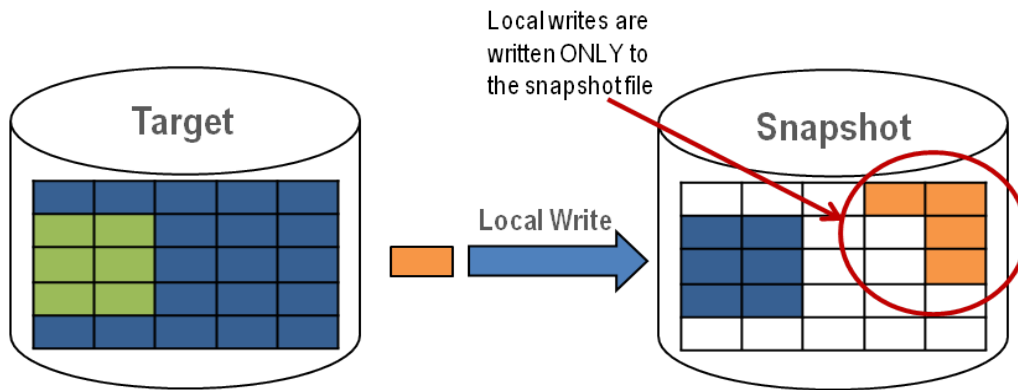 Local writes are
written ONLY to
the snapshot file
Target
Snapshot
Local Write